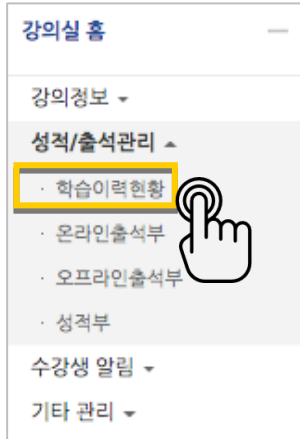 강의실 홈
강의정보
성적/출석관리
· 학습이력현황
· 온라인출석부
· 오프라인출석부
· 성적부
수강생 알림
기타 관리